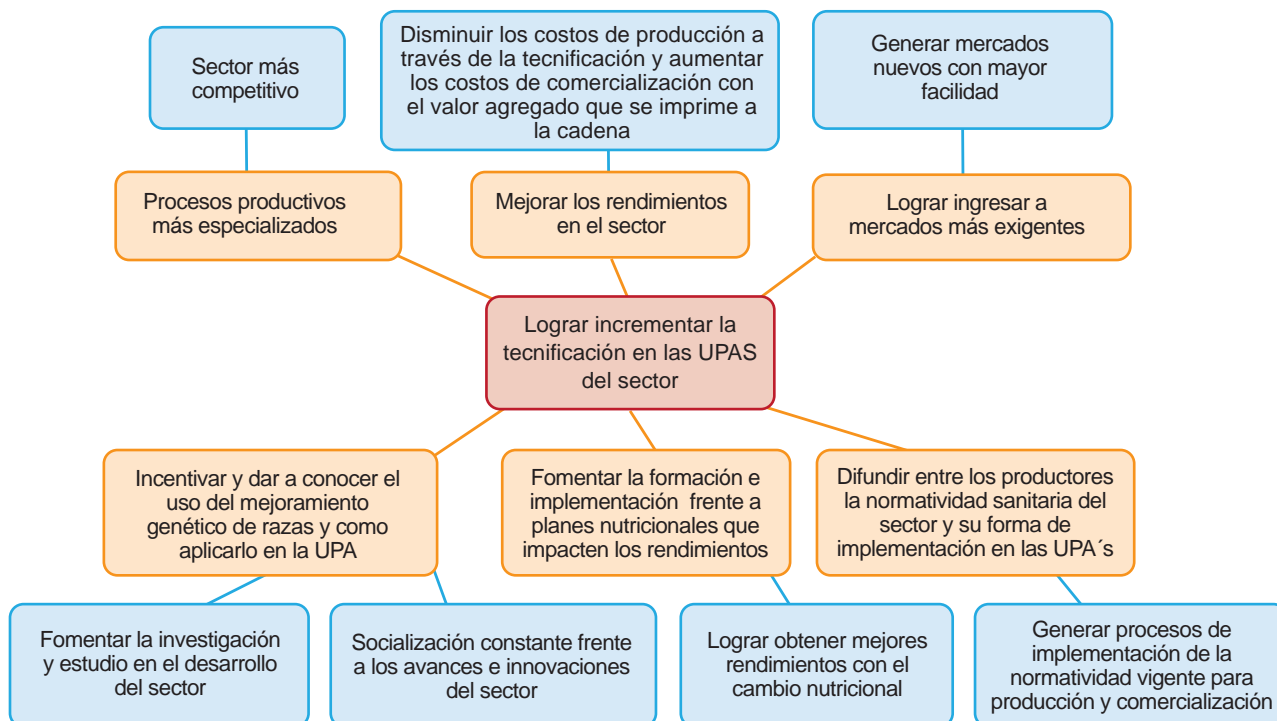 Sector más
competitivo
Disminuir los costos de producción a
través de la tecnificación y aumentar
los costos de comercialización con
el valor agregado que se imprime a
la cadena
Generar mercados
nuevos con mayor
facilidad
Procesos productivos
más especializados
Mejorar los rendimientos
en el sector
Lograr ingresar a
mercados más exigentes
Lograr incrementar la
tecnificación en las UPAS
del sector
Incentivar y dar a conocer el
uso del mejoramiento
genético de razas y como
aplicarlo en la UPA
Fomentar la formación e
implementación frente a
planes nutricionales que
impacten los rendimientos
Difundir entre los productores
la normatividad sanitaria del
sector y su forma de
implementación en las UPA´s
Fomentar la investigación
y estudio en el desarrollo
del sector
Socialización constante frente
a los avances e innovaciones
del sector
Lograr obtener mejores
rendimientos con el
cambio nutricional
Generar procesos de
implementación de la
normatividad vigente para
producción y comercialización